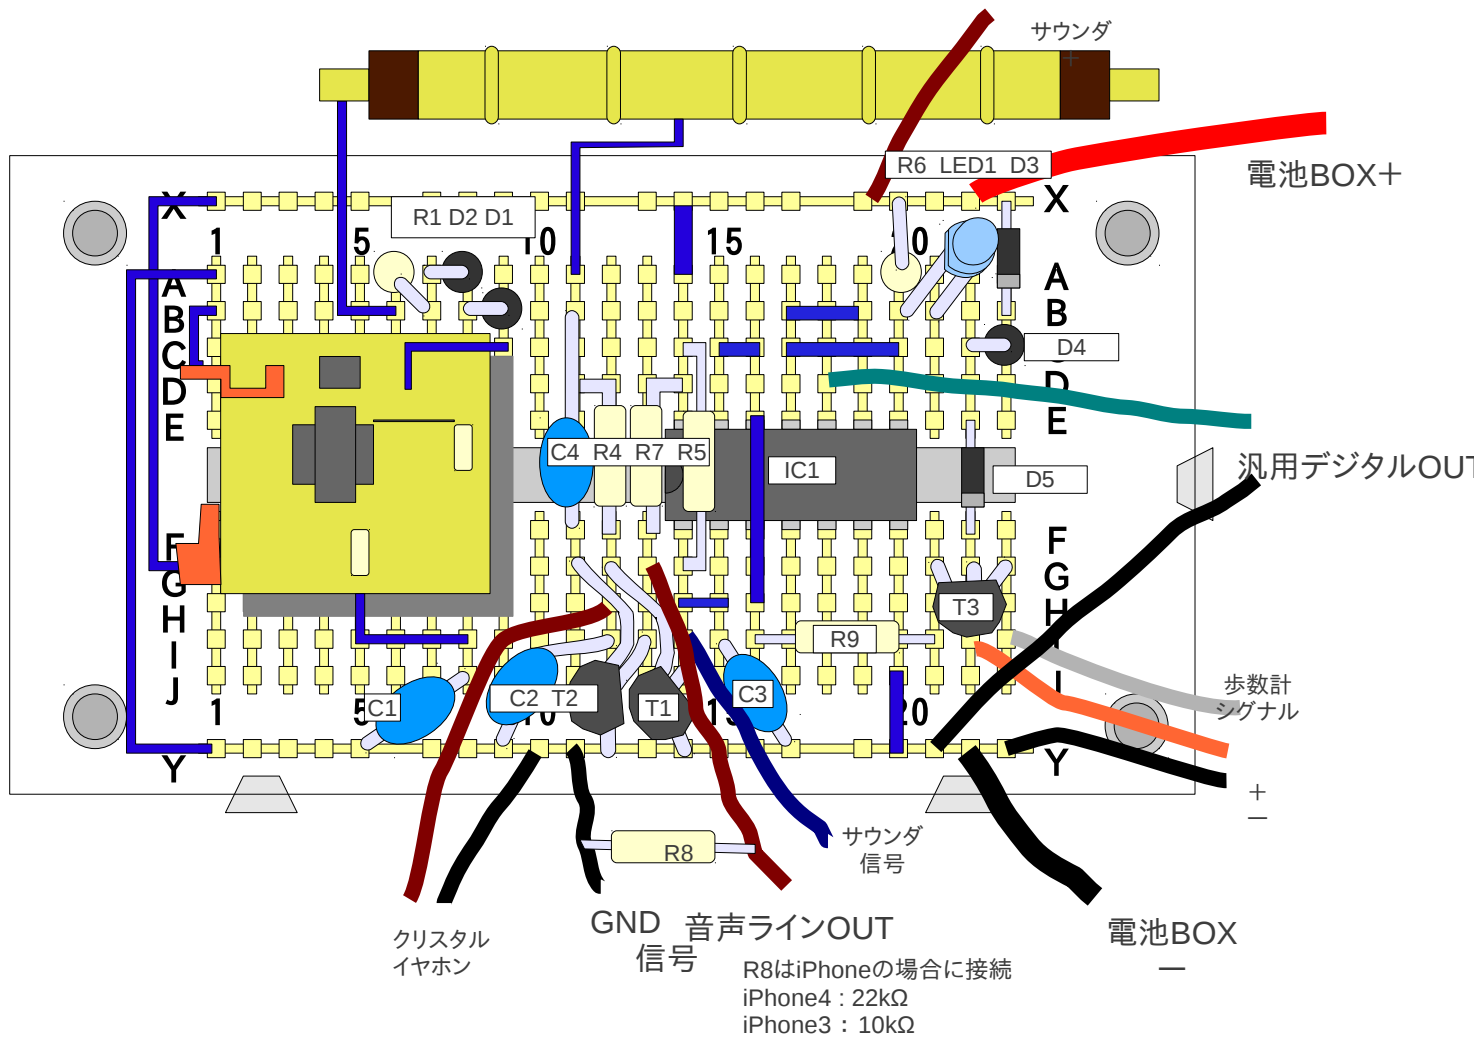 サウンダ
+
R6 LED1 D3
電池BOX＋
X
R1 D2 D1
X
1
5
10
15
20
A
A
B
B
C
D4
D
D
E
E
C4 R4 R7 R5
IC1
D5
汎用デジタルOUT
F
F
G
G
H
T3
H
I
R9
I
J
J
C1
C2 T2
T1
C3
歩数計
シグナル
1
5
10
15
20
Y
Y
＋
―
R8
サウンダ
信号
クリスタル
イヤホン
GND
信号
音声ラインOUT
電池BOX
―
R8はiPhoneの場合に接続
iPhone4 : 22kΩ
iPhone3 : 10kΩ